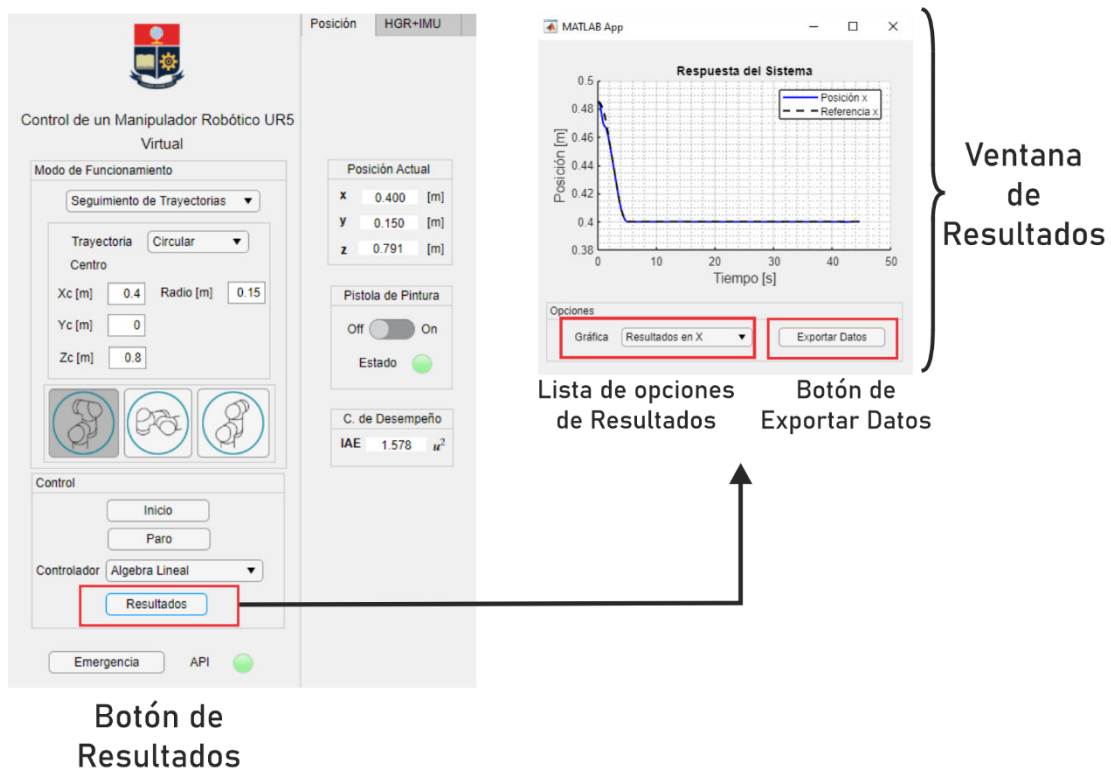 Control de un Manipulador Robótico UR5
Virtual
Modo de Funcionamiento
Seguimiento de Trayectorias
Trayectoria Circular
Centro
Xc [m] 0.4 Radio [m] 0.15
Yc [m] 0
Zc [m] 0.8
Control
Inicio
Paro
Controlador Algebra Lineal
Resultados
Emergencia API
Botón de
Resultados
Posición HGR+IMU
Posición Actual
x 0.400 [m]
y 0.150 [m]
z 0.791 [m]
Pistola de Pintura
Off On
Estado
C. de Desempeño
IAE 1.578 u²
MATLAB App
Respuesta del Sistema
Posición x
Referencia x
Posición [m]
0.5
0.48
0.46
0.44
0.42
0.4
0.38
0 10 20 30 40 50
Tiempo [s]
Opciones
Gráfica Resultados en X Exportar Datos
Lista de opciones
de Resultados
Botón de
Exportar Datos
Ventana
de
Resultados